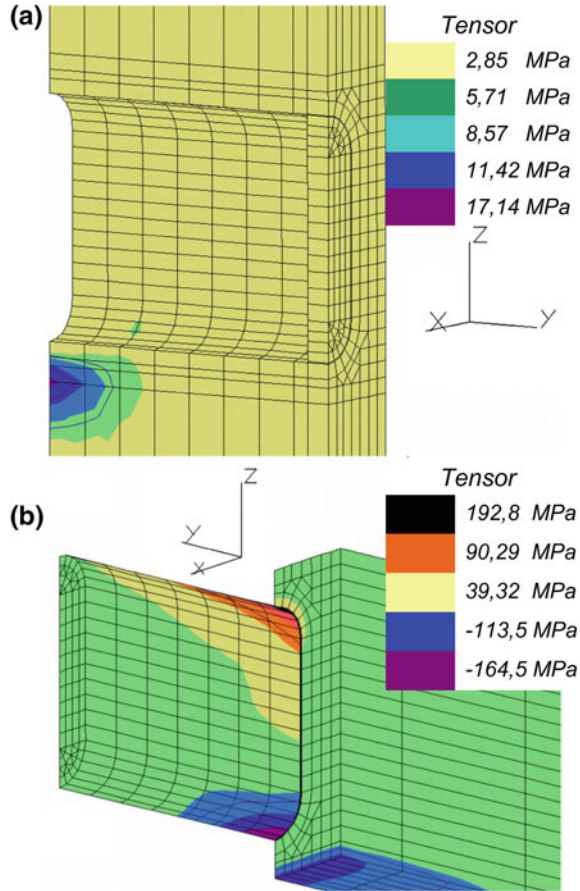 (a)
Tensor
2,85 MPa
5,71 MPa
8,57 MPa
11,42 MPa
17,14 MPa
Z
X
Y
(b)
Z
Y
X
Tensor
192,8 MPa
90,29 MPa
39,32 MPa
-113,5 MPa
-164,5 MPa